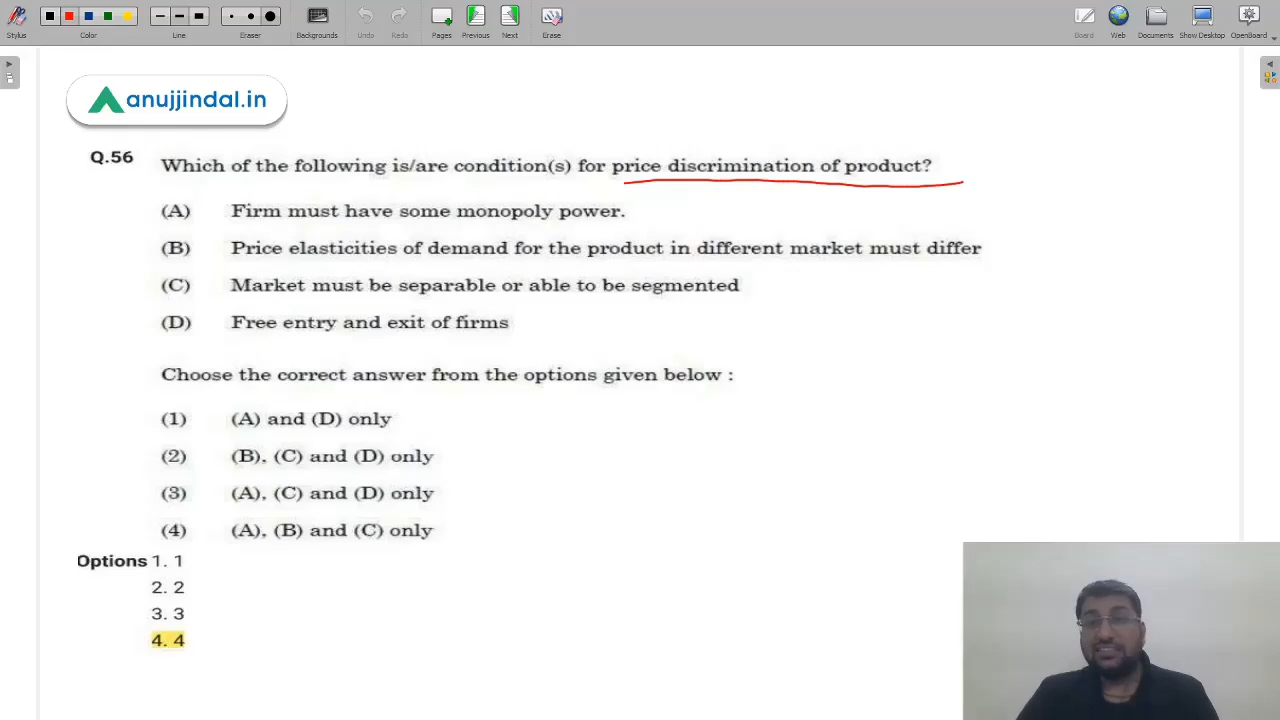 Stylus Color Line Eraser Backgrounds Undo Redo Pages Previous Next Erase Board Web Documents Show Desktop OpenBoard
anujjindal.in
Q.56 Which of the following is/are condition(s) for price discrimination of product?
(A) Firm must have some monopoly power.
(B) Price elasticities of demand for the product in different market must differ
(C) Market must be separable or able to be segmented
(D) Free entry and exit of firms
Choose the correct answer from the options given below :
(1) (A) and (D) only
(2) (B), (C) and (D) only
(3) (A), (C) and (D) only
(4) (A), (B) and (C) only
Options 1. 1
2. 2
3. 3
4. 4